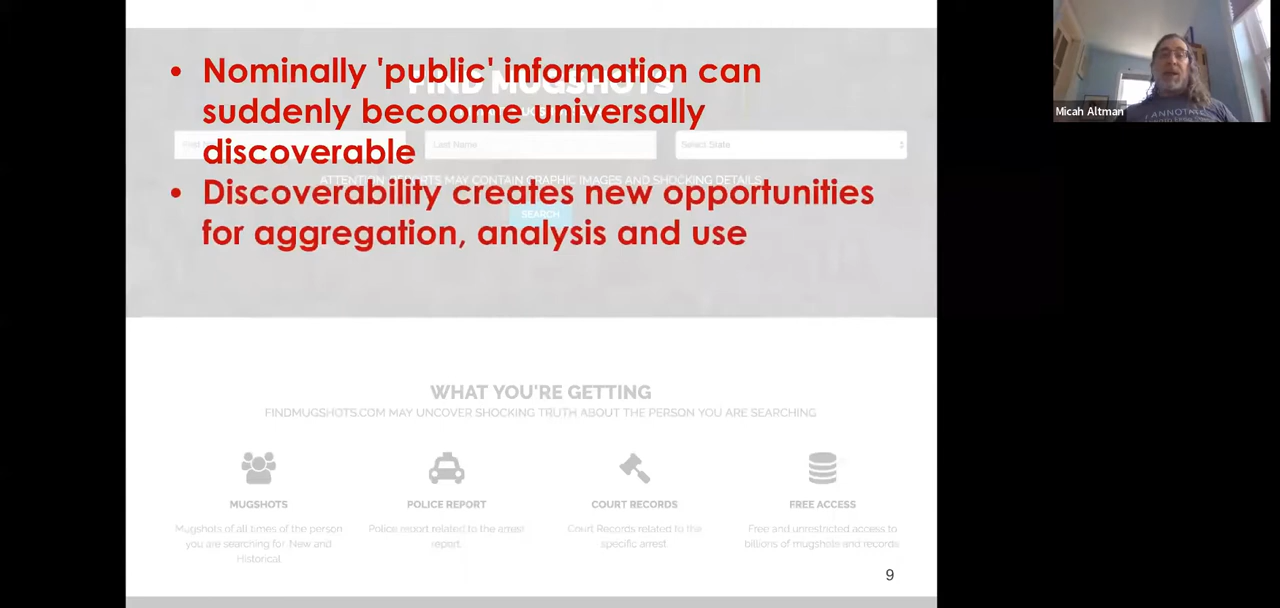 • Nominally 'public' information can
suddenly becoome universally
discoverable
• Discoverability creates new opportunities
for aggregation, analysis and use
FIND MUGSHOTS
Last Name
Select State
ATTENTION REPORTS MAY CONTAIN GRAPHIC IMAGES AND SHOCKING DETAILS
SEARCH
WHAT YOU'RE GETTING
FINDMUGSHOTS.COM MAY UNCOVER SHOCKING TRUTH ABOUT THE PERSON YOU ARE SEARCHING
MUGSHOTS
Mugshots of all times of the person
you are searching for New and
Historical.
POLICE REPORT
Police report related to the arrest
report.
COURT RECORDS
Court Records related to the
specific arrest.
FREE ACCESS
Free and unrestricted access to
billions of mugshots and records
9
Micah Altman
I ANNOTATE